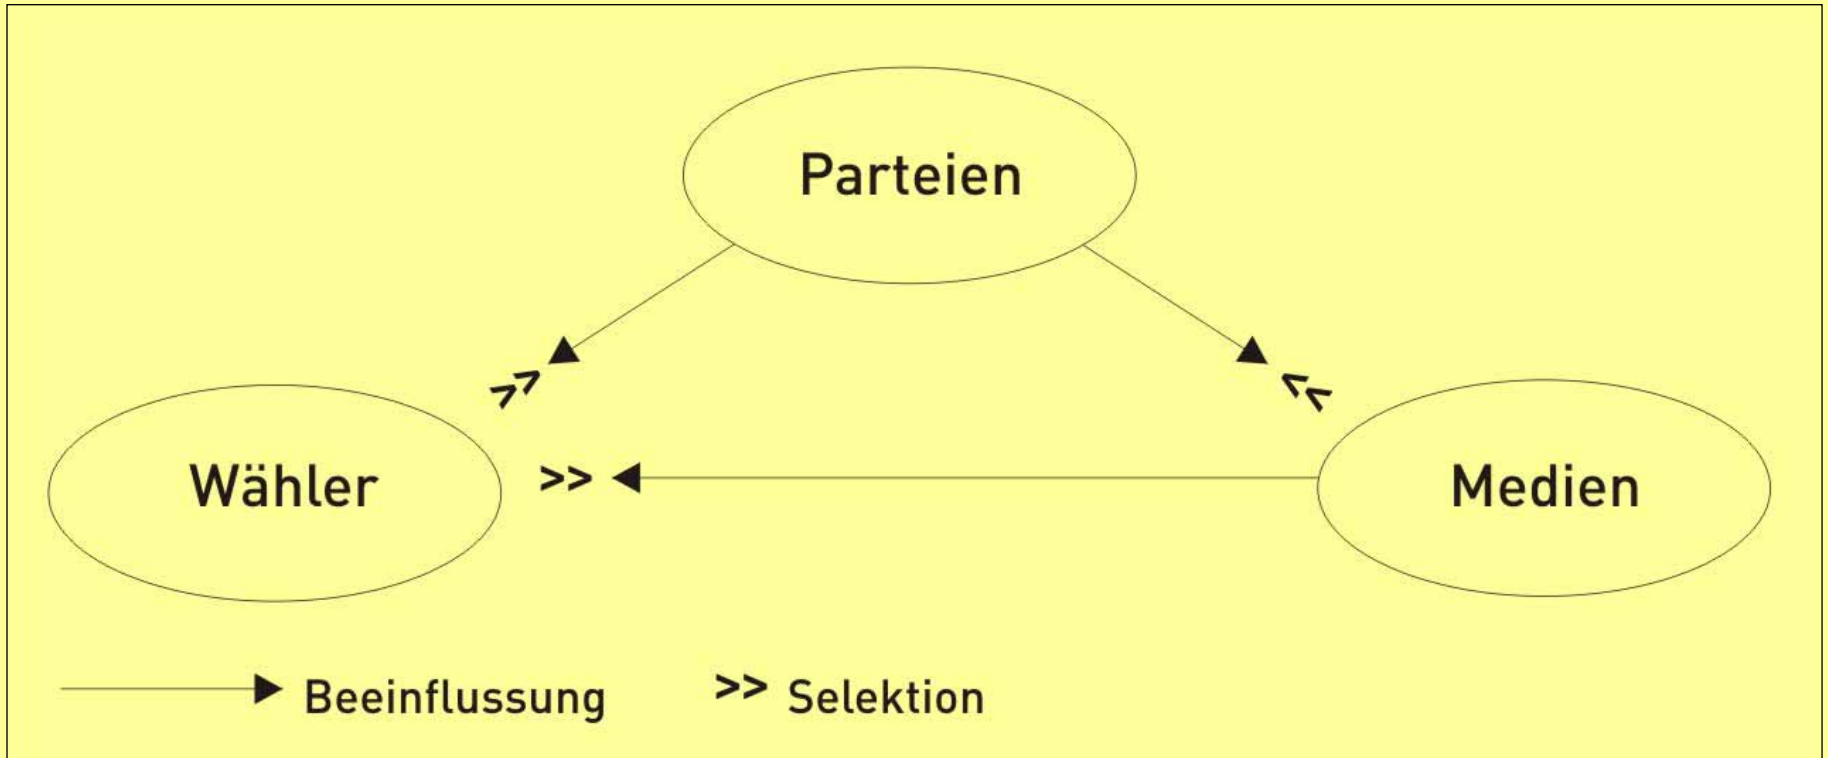 Parteien
Wähler
>>
Medien
Beeinflussung >> Selektion